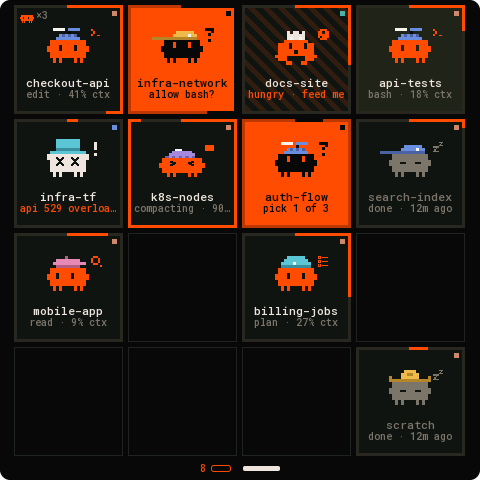 ×3
checkout-api
edit · 41% ctx
infra-network
allow bash?
docs-site
hungry · feed me
api-tests
bash · 18% ctx
infra-tf
api 529 overloa…
k8s-nodes
compacting · 90…
auth-flow
pick 1 of 3
search-index
done · 12m ago
mobile-app
read · 9% ctx
billing-jobs
plan · 27% ctx
scratch
done · 12m ago
8